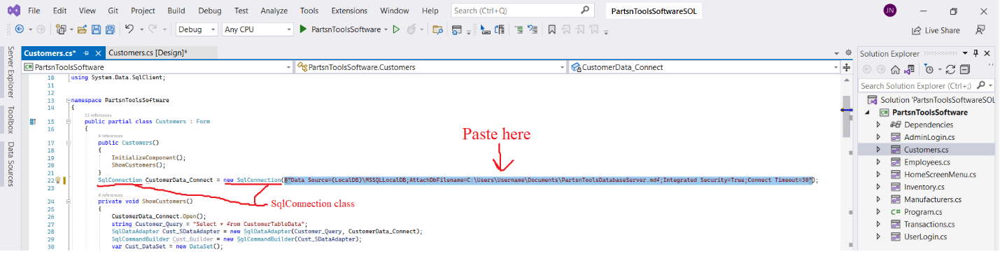 File Edit View Git Project Build Debug Test Analyze Tools Extensions Window Help Search (Ctrl+Q) PartsnToolsSoftwareSOL JN
Debug Any CPU PartsnToolsSoftware Live Share
Server Explorer
Toolbox
Data Sources
Customers.cs* Customers.cs [Design]*
PartsnToolsSoftware PartsnToolsSoftware.Customers CustomerData_Connect
10 using System.Data.SqlClient;
11
12
13 namespace PartsnToolsSoftware
14 {
11 references
15 public partial class Customers : Form
16 {
4 references
17 public Customers()
18 {
19 InitializeComponent();
20 ShowCustomers();
21 }
22 SqlConnection CustomerData_Connect = new SqlConnection(@"Data Source=(LocalDB)\MSSQLLocalDB;AttachDbFilename=C:\Users\Username\Documents\PartsnToolsDatabaseServer.mdf;Integrated Security=True;Connect Timeout=30");
23
4 references
24 private void ShowCustomers()
25 {
26 CustomerData_Connect.Open();
27 string Customer_Query = "Select * from CustomerTableData";
28 SqlDataAdapter Cust_SDataAdapter = new SqlDataAdapter(Customer_Query, CustomerData_Connect);
29 SqlCommandBuilder Cust_Builder = new SqlCommandBuilder(Cust_SDataAdapter);
30 var Cust_DataSet = new DataSet();
Paste here
SqlConnection class
Solution Explorer
Search Solution Explorer (Ctrl+;)
Solution 'PartsnToolsSoftwareSOL
PartsnToolsSoftware
Dependencies
AdminLogin.cs
Customers.cs
Employees.cs
HomeScreenMenu.cs
Inventory.cs
Manufacturers.cs
C# Program.cs
Transactions.cs
UserLogin.cs